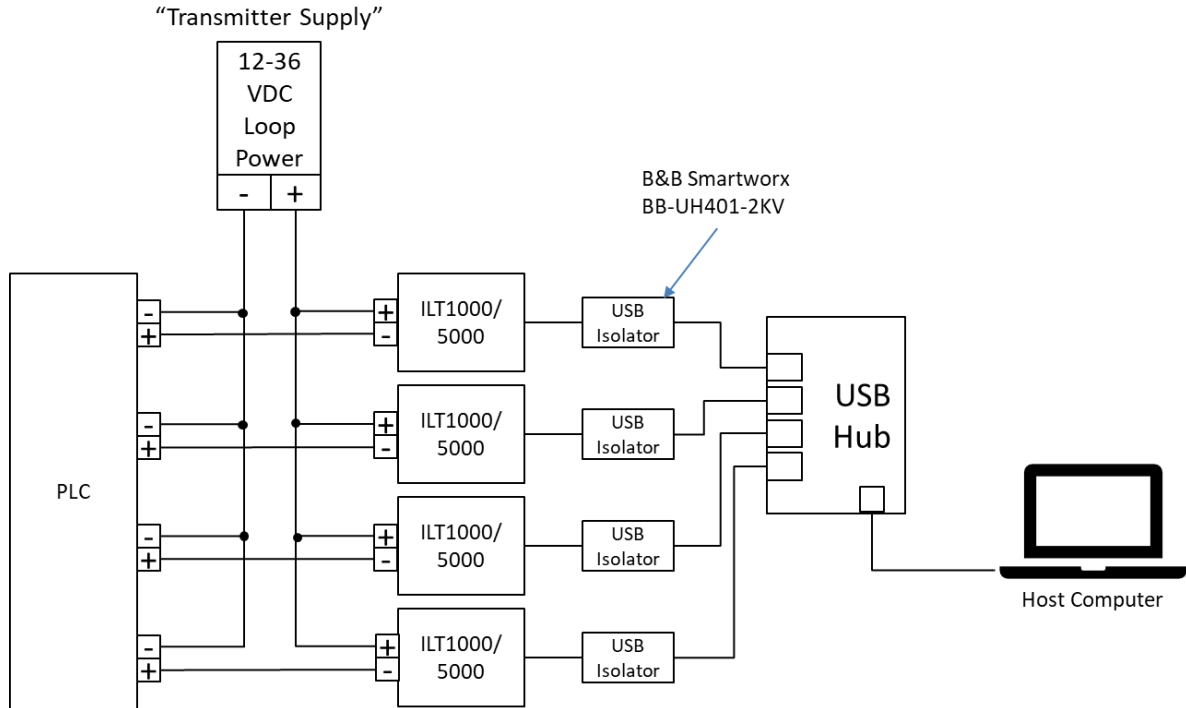 “Transmitter Supply”
12-36
VDC
Loop
Power
- +
B&B Smartworx
BB-UH401-2KV
PLC
-
+
-
+
-
+
-
+
+
-
ILT1000/
5000
USB
Isolator
+
-
ILT1000/
5000
USB
Isolator
+
-
ILT1000/
5000
USB
Isolator
+
-
ILT1000/
5000
USB
Isolator
USB
Hub
Host Computer